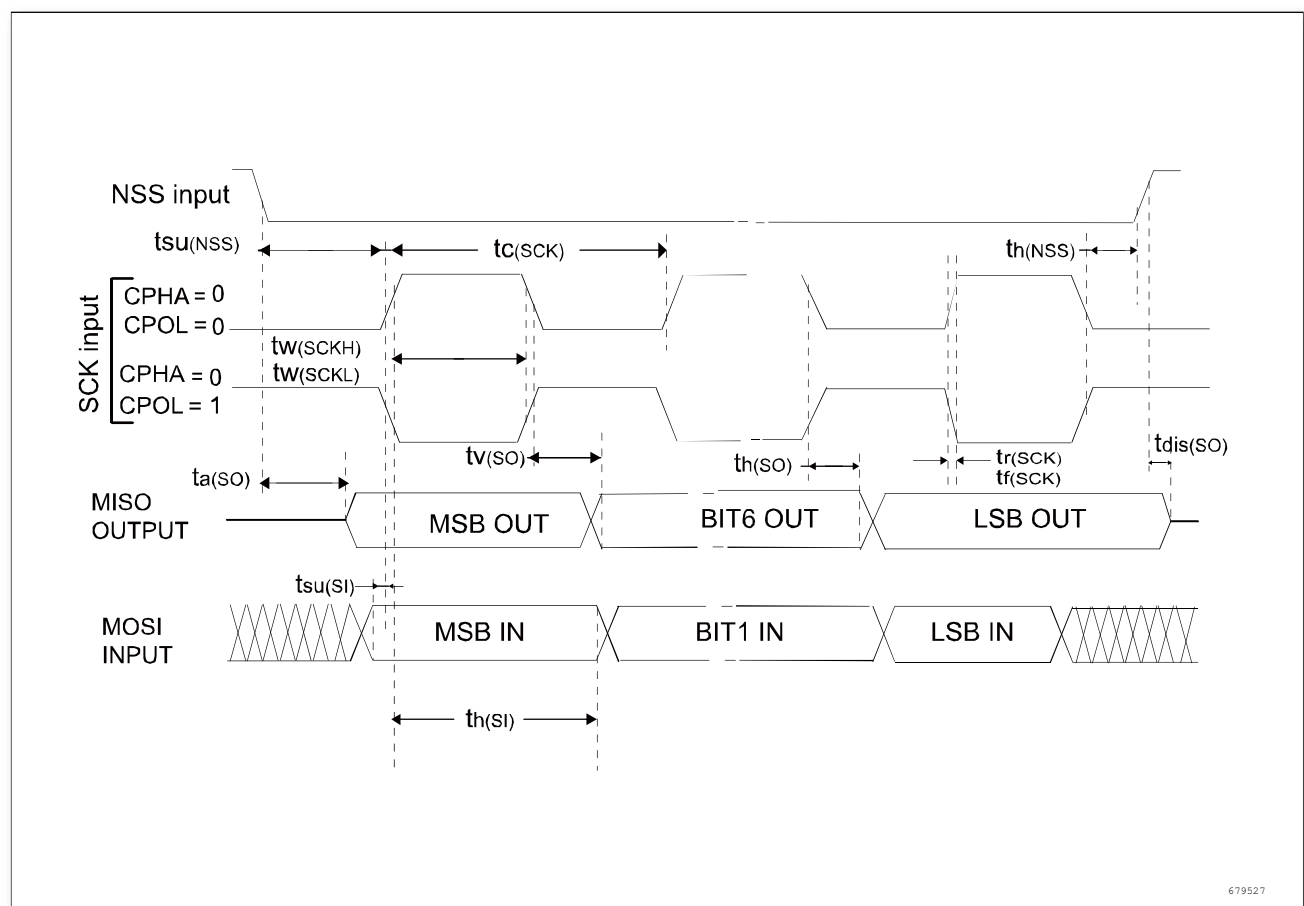 NSS input
tsu(NSS)
tc(SCK)
th(NSS)
SCK input
CPHA = 0
CPOL = 0
tw(SCKH)
CPHA = 0
tw(SCKL)
CPOL = 1
tv(SO)
th(SO)
tr(SCK)
tf(SCK)
tdis(SO)
ta(SO)
MISO
OUTPUT
MSB OUT
BIT6 OUT
LSB OUT
tsu(SI)
MOSI
INPUT
MSB IN
BIT1 IN
LSB IN
th(SI)
679527